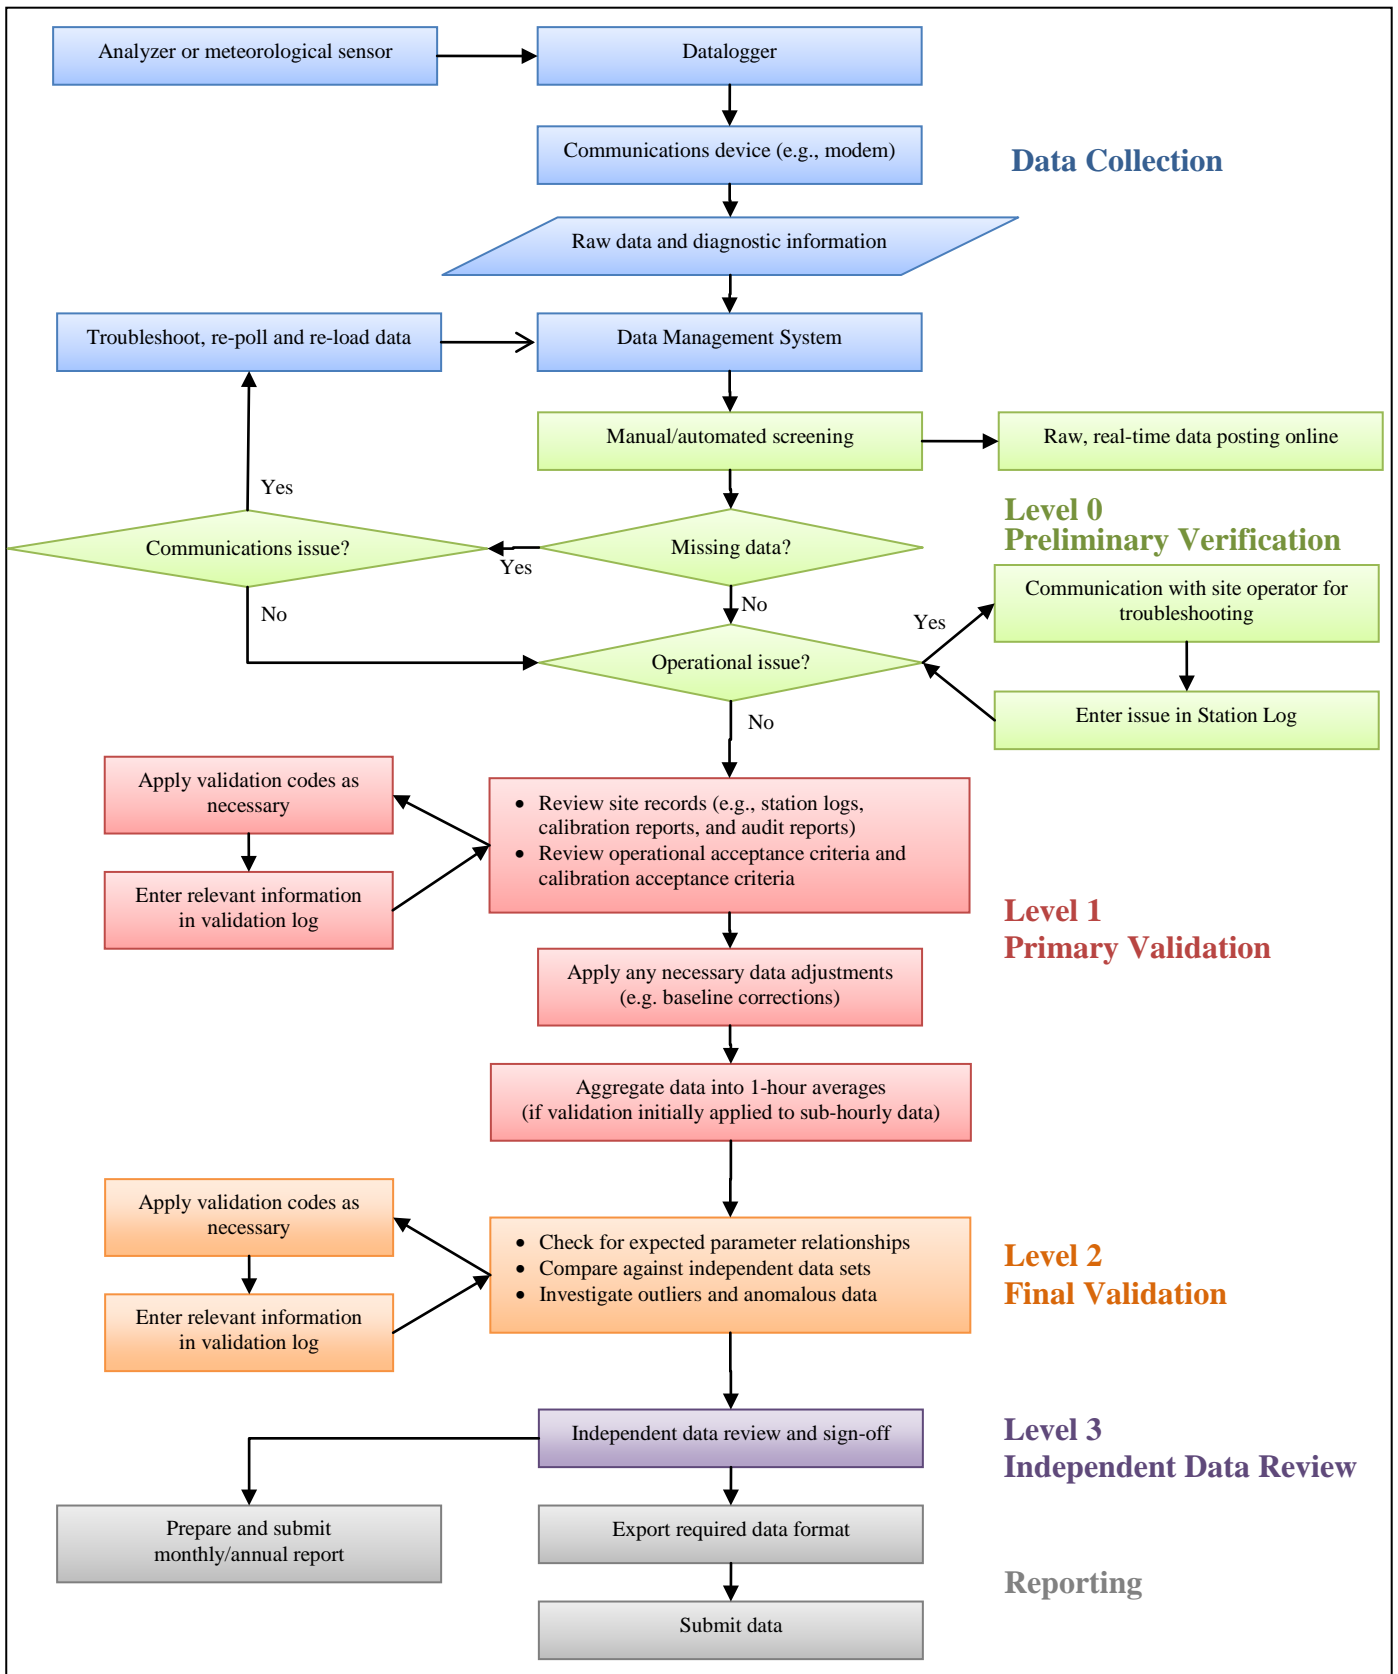 Analyzer or meteorological sensor
Datalogger
Communications device (e.g., modem)
Data Collection
Raw data and diagnostic information
Troubleshoot, re-poll and re-load data
Data Management System
Manual/automated screening
Raw, real-time data posting online
Yes
Level 0
Preliminary Verification
Communications issue?
Missing data?
Yes
No
No
Communication with site operator for
troubleshooting
Yes
Operational issue?
Enter issue in Station Log
No
Apply validation codes as
necessary
• Review site records (e.g., station logs,
calibration reports, and audit reports)
• Review operational acceptance criteria and
calibration acceptance criteria
Enter relevant information
in validation log
Level 1
Primary Validation
Apply any necessary data adjustments
(e.g. baseline corrections)
Aggregate data into 1-hour averages
(if validation initially applied to sub-hourly data)
Apply validation codes as
necessary
• Check for expected parameter relationships
• Compare against independent data sets
• Investigate outliers and anomalous data
Level 2
Final Validation
Enter relevant information
in validation log
Independent data review and sign-off
Level 3
Independent Data Review
Prepare and submit
monthly/annual report
Export required data format
Reporting
Submit data